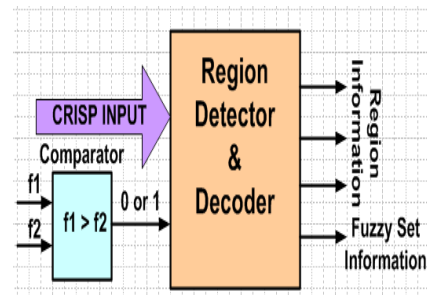 Region
Detector
&
Decoder
CRISP INPUT
Comparator
f1
f2
f1 > f2
0 or 1
Region
Information
Fuzzy Set
Information